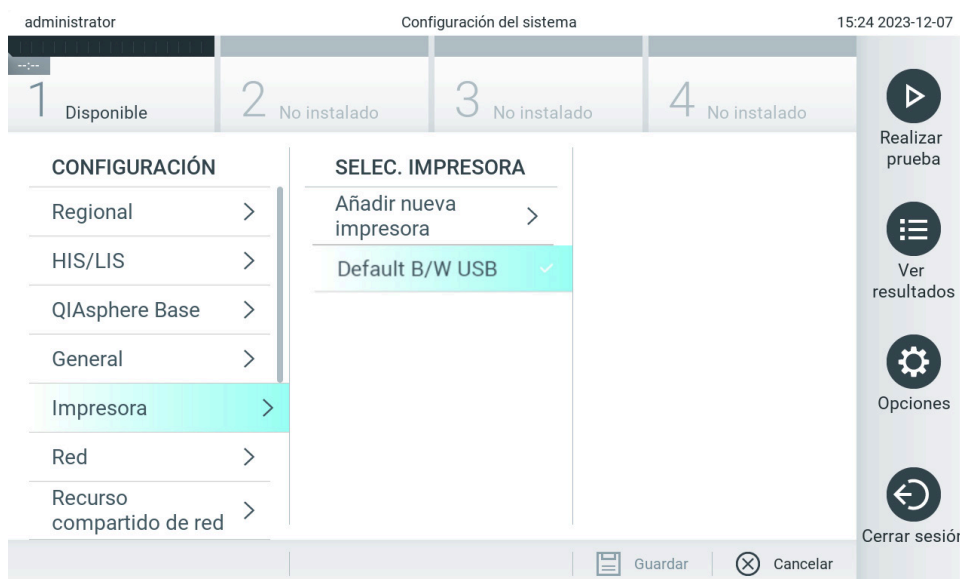 administrator Configuración del sistema 15:24 2023-12-07
--:--
1 Disponible 2 No instalado 3 No instalado 4 No instalado
CONFIGURACIÓN
Regional
HIS/LIS
QIAsphere Base
General
Impresora
Red
Recurso
compartido de red
SELEC. IMPRESORA
Añadir nueva
impresora
Default B/W USB
Realizar
prueba
Ver
resultados
Opciones
Cerrar sesión
Guardar Cancelar